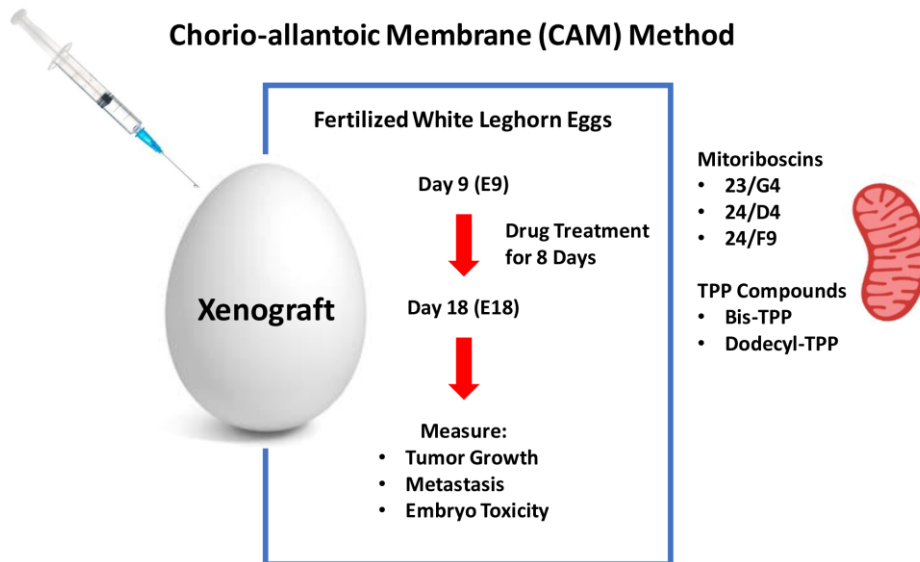 Chorio-allantoic Membrane (CAM) Method
Fertilized White Leghorn Eggs
Xenograft
Day 9 (E9)
Drug Treatment
for 8 Days
Day 18 (E18)
Measure:
• Tumor Growth
• Metastasis
• Embryo Toxicity
Mitoriboscins
• 23/G4
• 24/D4
• 24/F9
TPP Compounds
• Bis-TPP
• Dodecyl-TPP